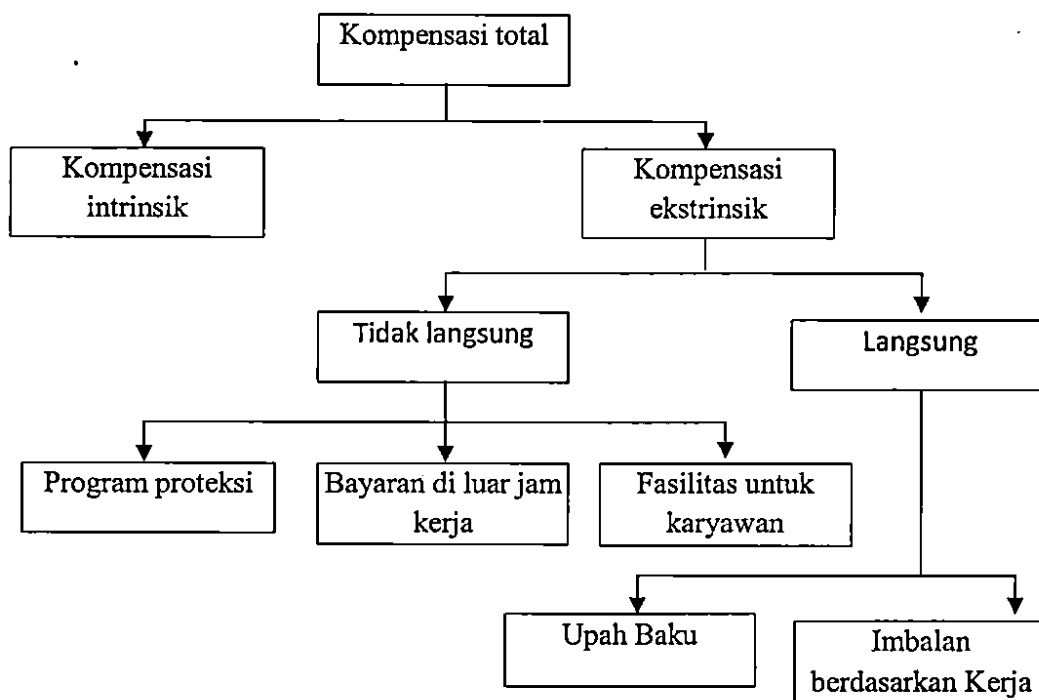 Kompensasi total
Kompensasi
intrinsik
Kompensasi
ekstrinsik
Tidak langsung
Langsung
Program proteksi
Bayaran di luar jam
kerja
Fasilitas untuk
karyawan
Upah Baku
Imbalan
berdasarkan Kerja